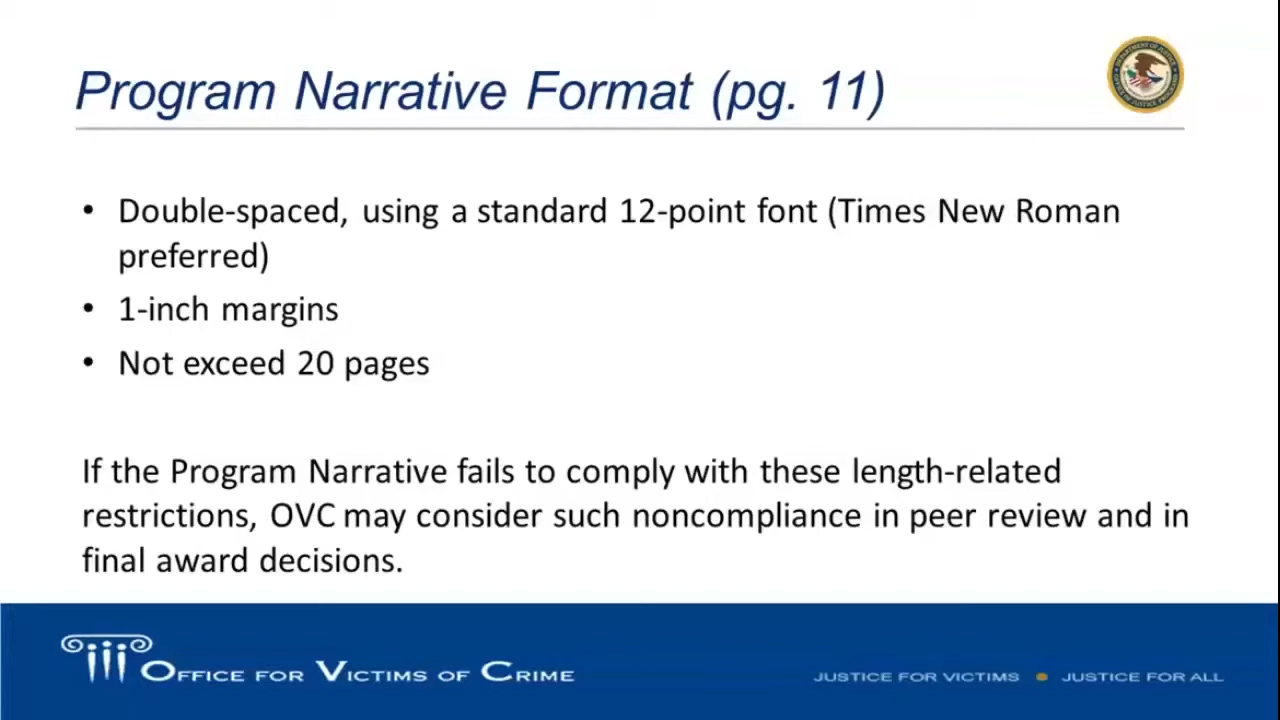 Program Narrative Format (pg. 11)
• Double-spaced, using a standard 12-point font (Times New Roman
preferred)
• 1-inch margins
• Not exceed 20 pages
If the Program Narrative fails to comply with these length-related
restrictions, OVC may consider such noncompliance in peer review and in
final award decisions.
OFFICE FOR VICTIMS OF CRIME
JUSTICE FOR VICTIMS • JUSTICE FOR ALL